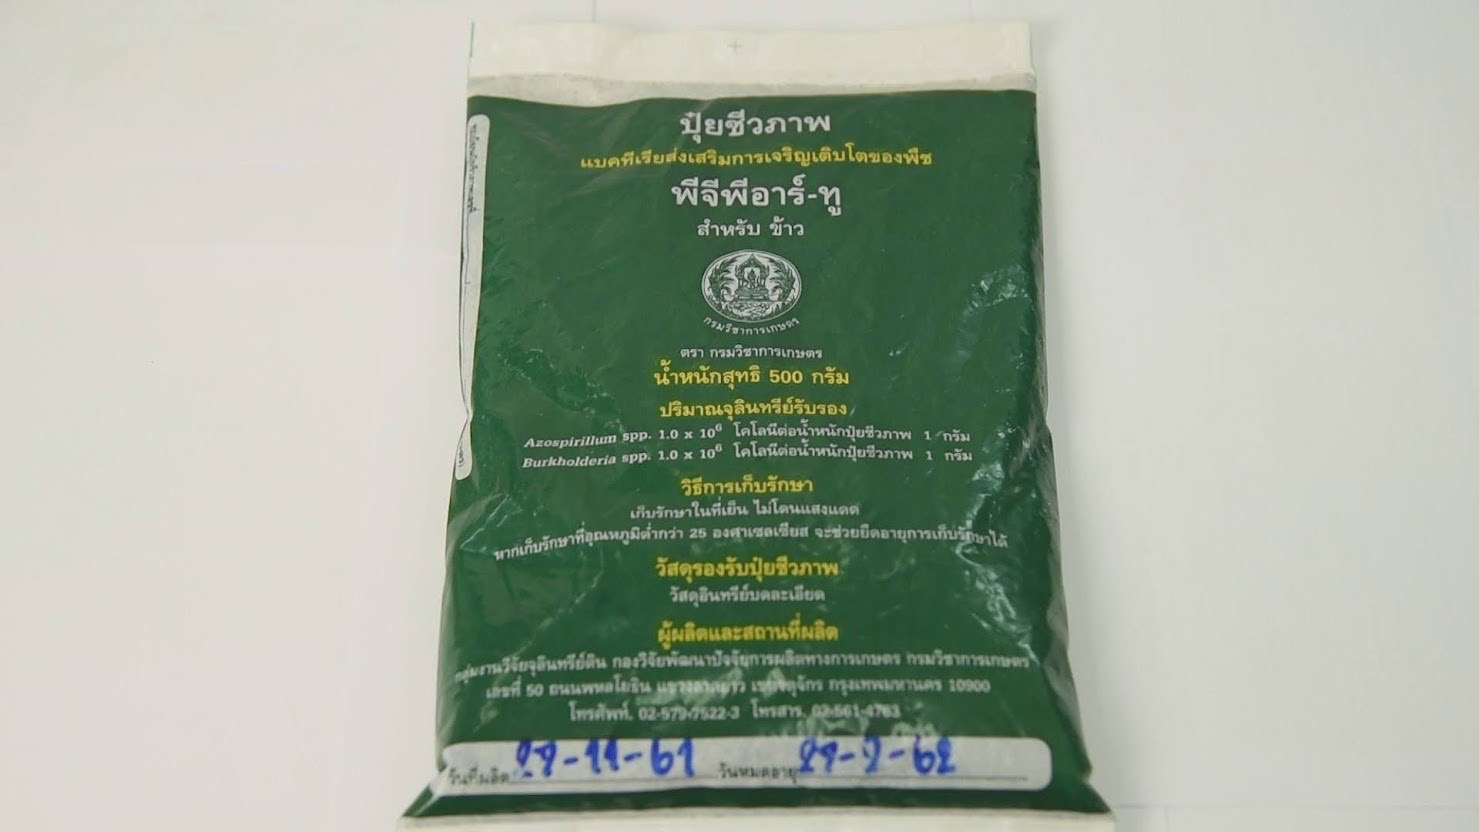 ปุ๋ยชีวภาพ
แบคทีเรียส่งเสริมการเจริญเติบโตของพืช
พีจีพีอาร์-ทู
สำหรับ ข้าว
กรมวิชาการเกษตร
ตรา กรมวิชาการเกษตร
น้ำหนักสุทธิ 500 กรัม
ปริมาณจุลินทรีย์รับรอง
Azospirillum spp. 1.0 x 10⁶ โคโลนีต่อน้ำหนักปุ๋ยชีวภาพ 1 กรัม
Burkholderia spp. 1.0 x 10⁶ โคโลนีต่อน้ำหนักปุ๋ยชีวภาพ 1 กรัม
วิธีการเก็บรักษา
เก็บรักษาในที่เย็น ไม่โดนแสงแดด
หากเก็บรักษาที่อุณหภูมิต่ำกว่า 25 องศาเซลเซียส จะช่วยยืดอายุการเก็บรักษาได้
วัสดุรองรับปุ๋ยชีวภาพ
วัสดุอินทรีย์บดละเอียด
ผู้ผลิตและสถานที่ผลิต
กลุ่มงานวิจัยจุลินทรีย์ดิน กองวิจัยพัฒนาปัจจัยการผลิตทางการเกษตร กรมวิชาการเกษตร
เลขที่ 50 ถนนพหลโยธิน แขวงลาดยาว เขตจตุจักร กรุงเทพมหานคร 10900
โทรศัพท์. 02-579-7522-3 โทรสาร. 02-561-4763
วันที่ผลิต -11-61 วันหมดอายุ